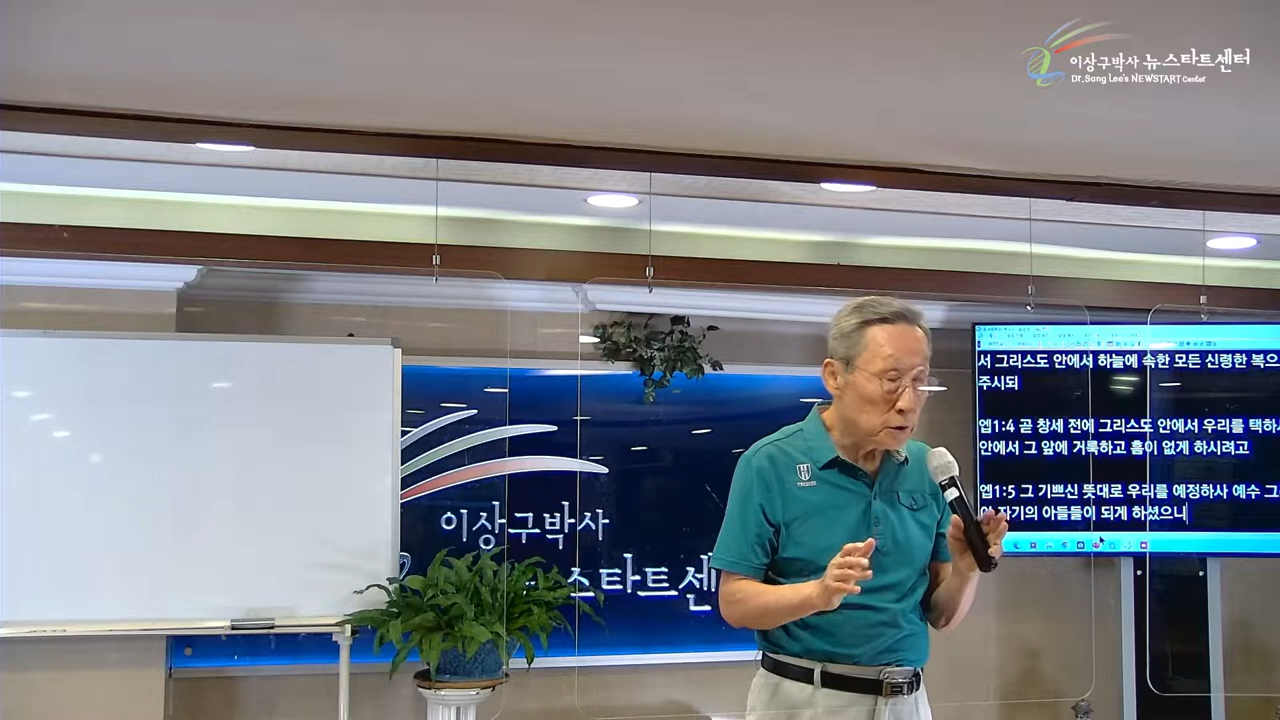 이상구박사 뉴스타트센터
Dr. Sang Lee's NEWSTART Center
서 그리스도 안에서 하늘에 속한 모든 신령한 복으
주시되
엡1:4 곧 창세 전에 그리스도 안에서 우리를 택하
안에서 그 앞에 거룩하고 흠이 없게 하시려고
엡1:5 그 기쁘신 뜻대로 우리를 예정하사 예수 그
자기의 아들들이 되게 하셨으니
이상구박사
스타트센